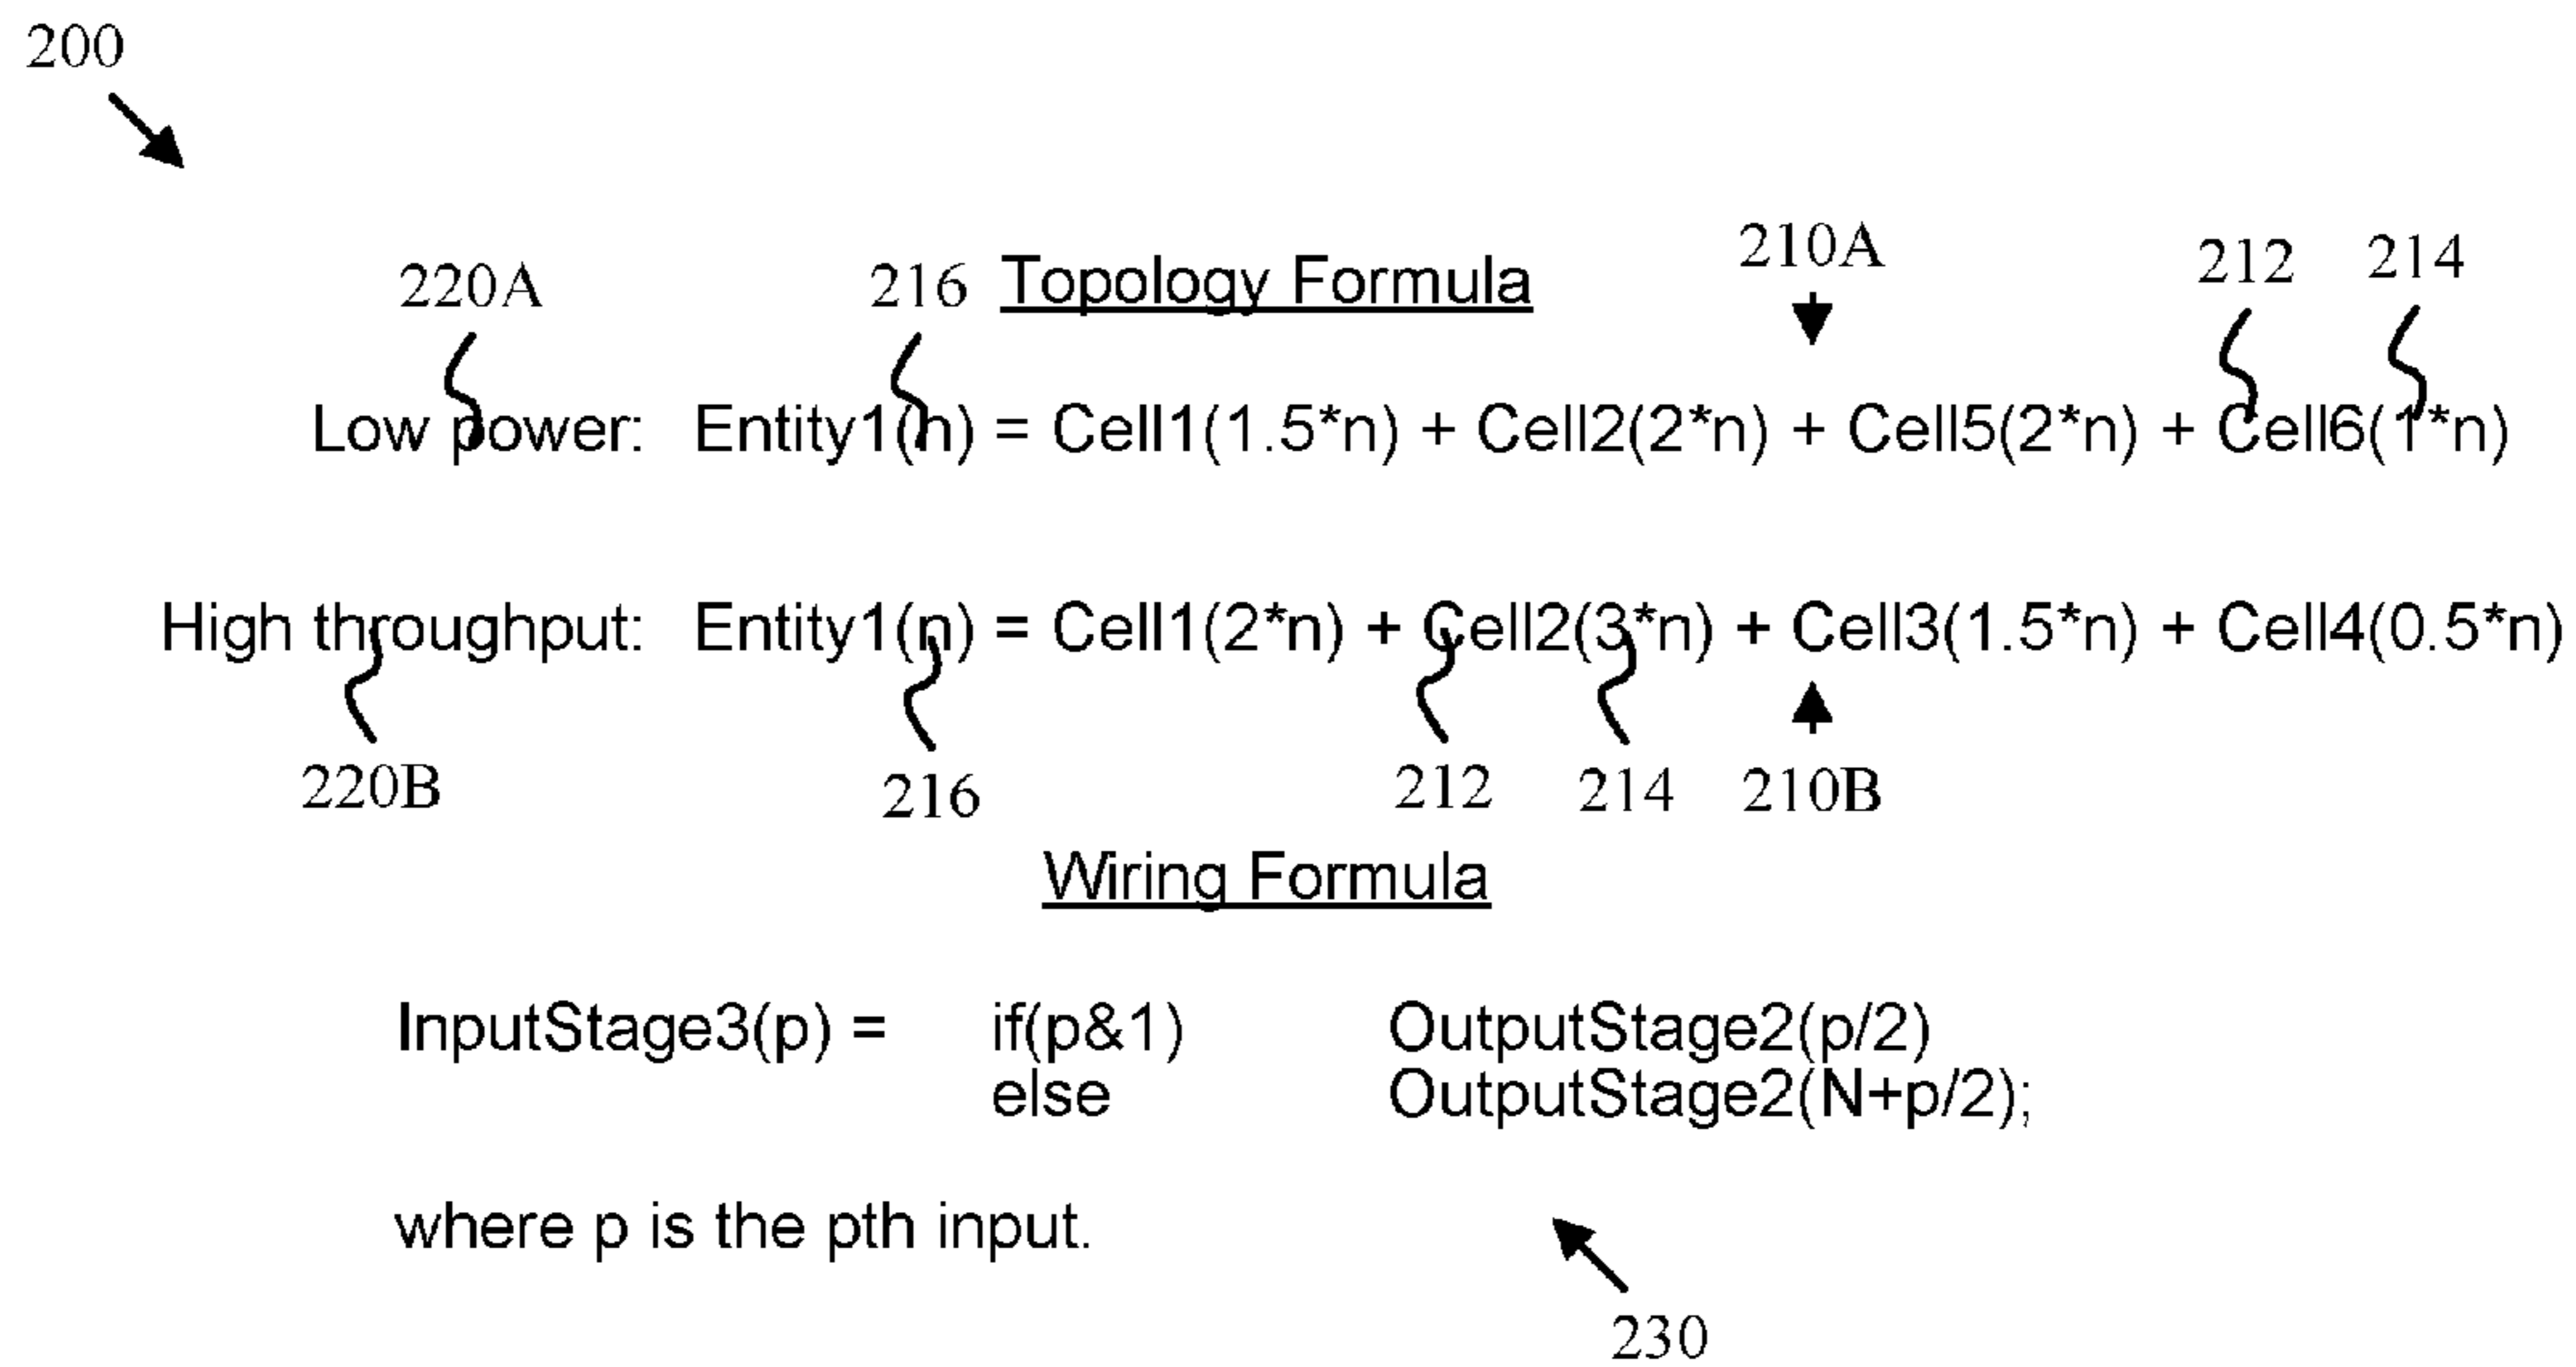 200
220A 216 Topology Formula 210A 212 214
Low power: Entity1(n) = Cell1(1.5*n) + Cell2(2*n) + Cell5(2*n) + Cell6(1*n)
High throughput: Entity1(n) = Cell1(2*n) + Cell2(3*n) + Cell3(1.5*n) + Cell4(0.5*n)
220B 216 212 214 210B
Wiring Formula
InputStage3(p) = if(p&1) OutputStage2(p/2)
else OutputStage2(N+p/2);
where p is the pth input.
230